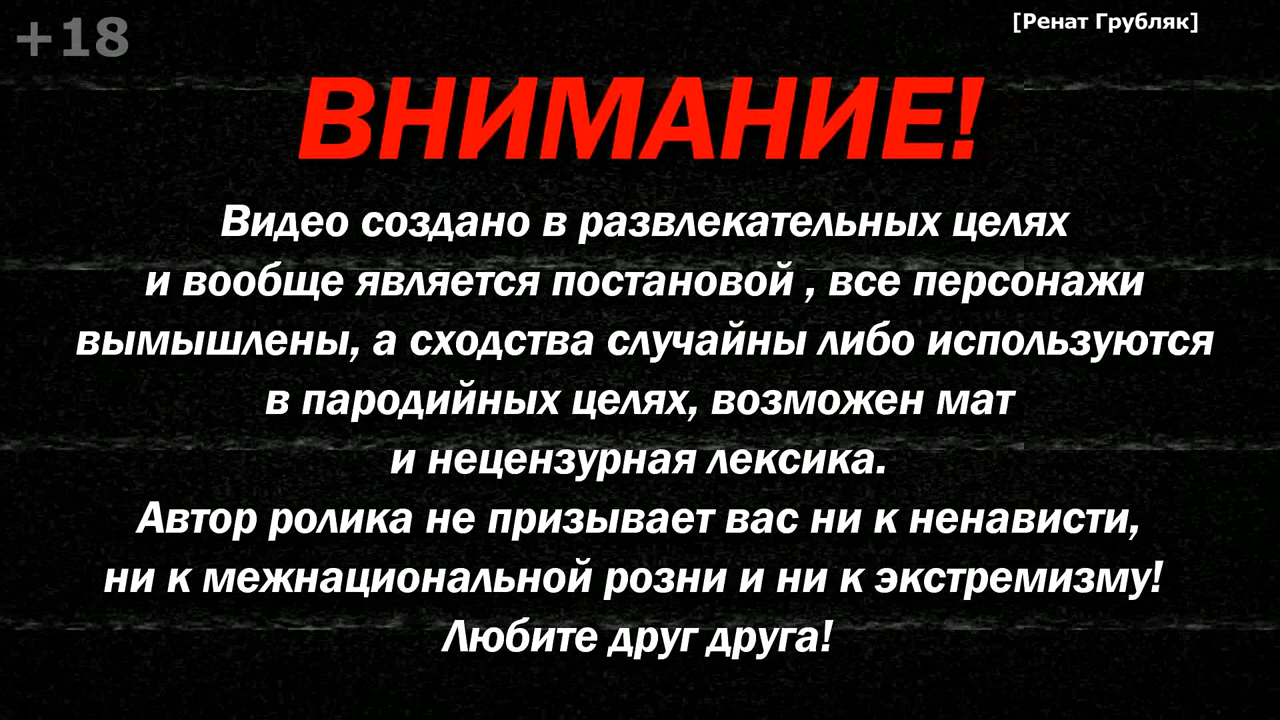 +18
[Ренат Грубляк]
ВНИМАНИЕ!
Видео создано в развлекательных целях
и вообще является постановой , все персонажи
вымышлены, а сходства случайны либо используются
в пародийных целях, возможен мат
и нецензурная лексика.
Автор ролика не призывает вас ни к ненависти,
ни к межнациональной розни и ни к экстремизму!
Любите друг друга!